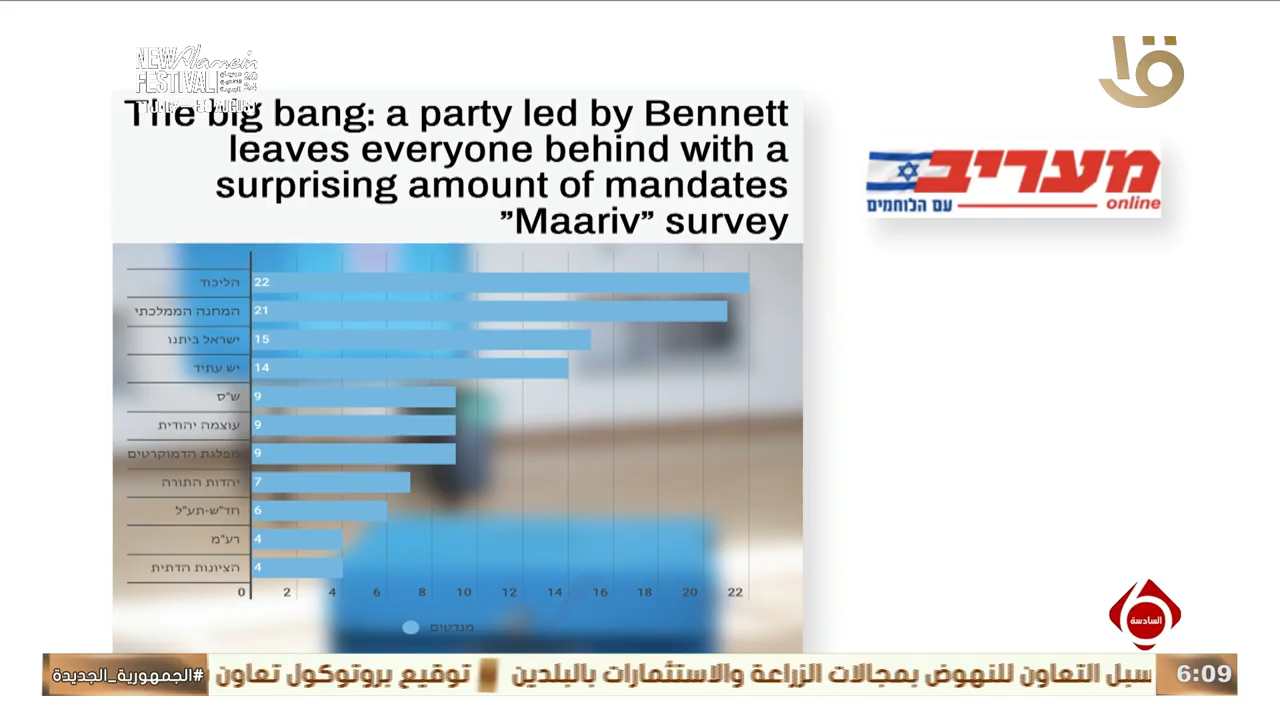 NEW Alamein
FESTIVAL
The big bang: a party led by Bennett
leaves everyone behind with a
surprising amount of mandates
”Maariv” survey
מעריב
online
עם הלוחמים
הליכוד 22
המחנה הממלכתי 21
ישראל ביתנו 15
יש עתיד 14
ש"ס 9
עוצמה יהודית 9
מפלגת הדמוקרטים 9
יהדות התורה 7
חד"ש-תע"ל 6
רע"מ 4
הציונות הדתית 4
0 2 4 6 8 10 12 14 16 18 20 22
מנדטים
السادسة
6:09
سبل التعاون للنهوض بمجالات الزراعة والاستثمارات بالبلدين
توقيع بروتوكول تعاون
#الجمهورية_الجديدة